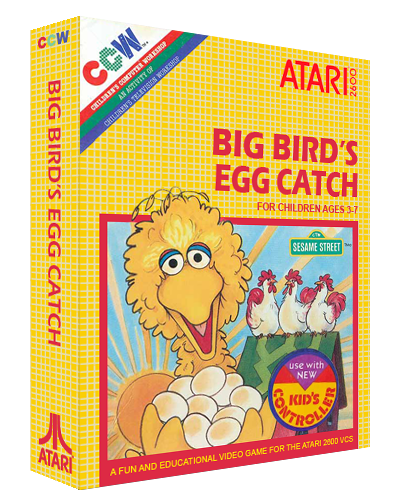 CCW
BIG BIRD'S EGG CATCH
ATARI
CCW
CHILDREN'S COMPUTER WORKSHOP
AN ACTIVITY OF
CHILDREN'S TELEVISION WORKSHOP
ATARI 2600
BIG BIRD'S
EGG CATCH
FOR CHILDREN AGES 3-7
SESAME STREET
use with
NEW
KID'S
CONTROLLER
A FUN AND EDUCATIONAL VIDEO GAME FOR THE ATARI 2600 VCS